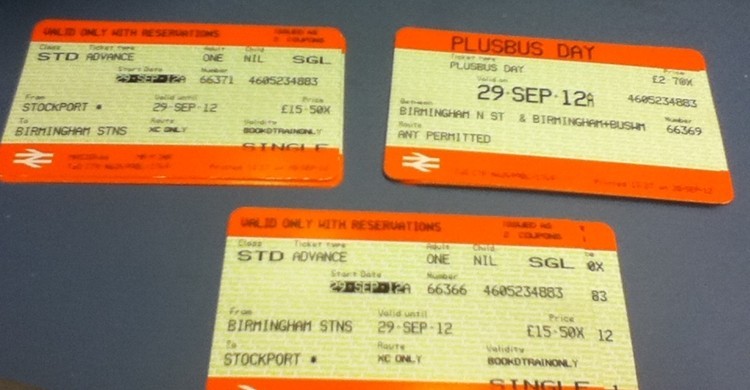 VALID ONLY WITH RESERVATIONS ISSUED AS
2 COUPONS
Class Ticket type Adult Child
STD ADVANCE ONE NIL SGL
Start Date Number
29·SEP·12A 66371 4605234883
From Valid until Price
STOCKPORT * 29·SEP·12 £15·50X
To Route Validity
BIRMINGHAM STNS XC ONLY BOOKDTRAINONLY
SINGLE
PLUSBUS DAY
Ticket type Price
PLUSBUS DAY £2·70X
Valid on
29·SEP·12 4605234883
Between Number
BIRMINGHAM N ST & BIRMINGHAM+BUSWM 66369
Route
ANY PERMITTED
VALID ONLY WITH RESERVATIONS ISSUED AS
2 COUPONS
Class Ticket type Adult Child
STD ADVANCE ONE NIL SGL 0X
Start Date Number
29·SEP·12A 66366 4605234883 83
From Valid until Price
BIRMINGHAM STNS 29·SEP·12 £15·50X 12
To Route Validity
STOCKPORT * XC ONLY BOOKDTRAINONLY
SINGLE